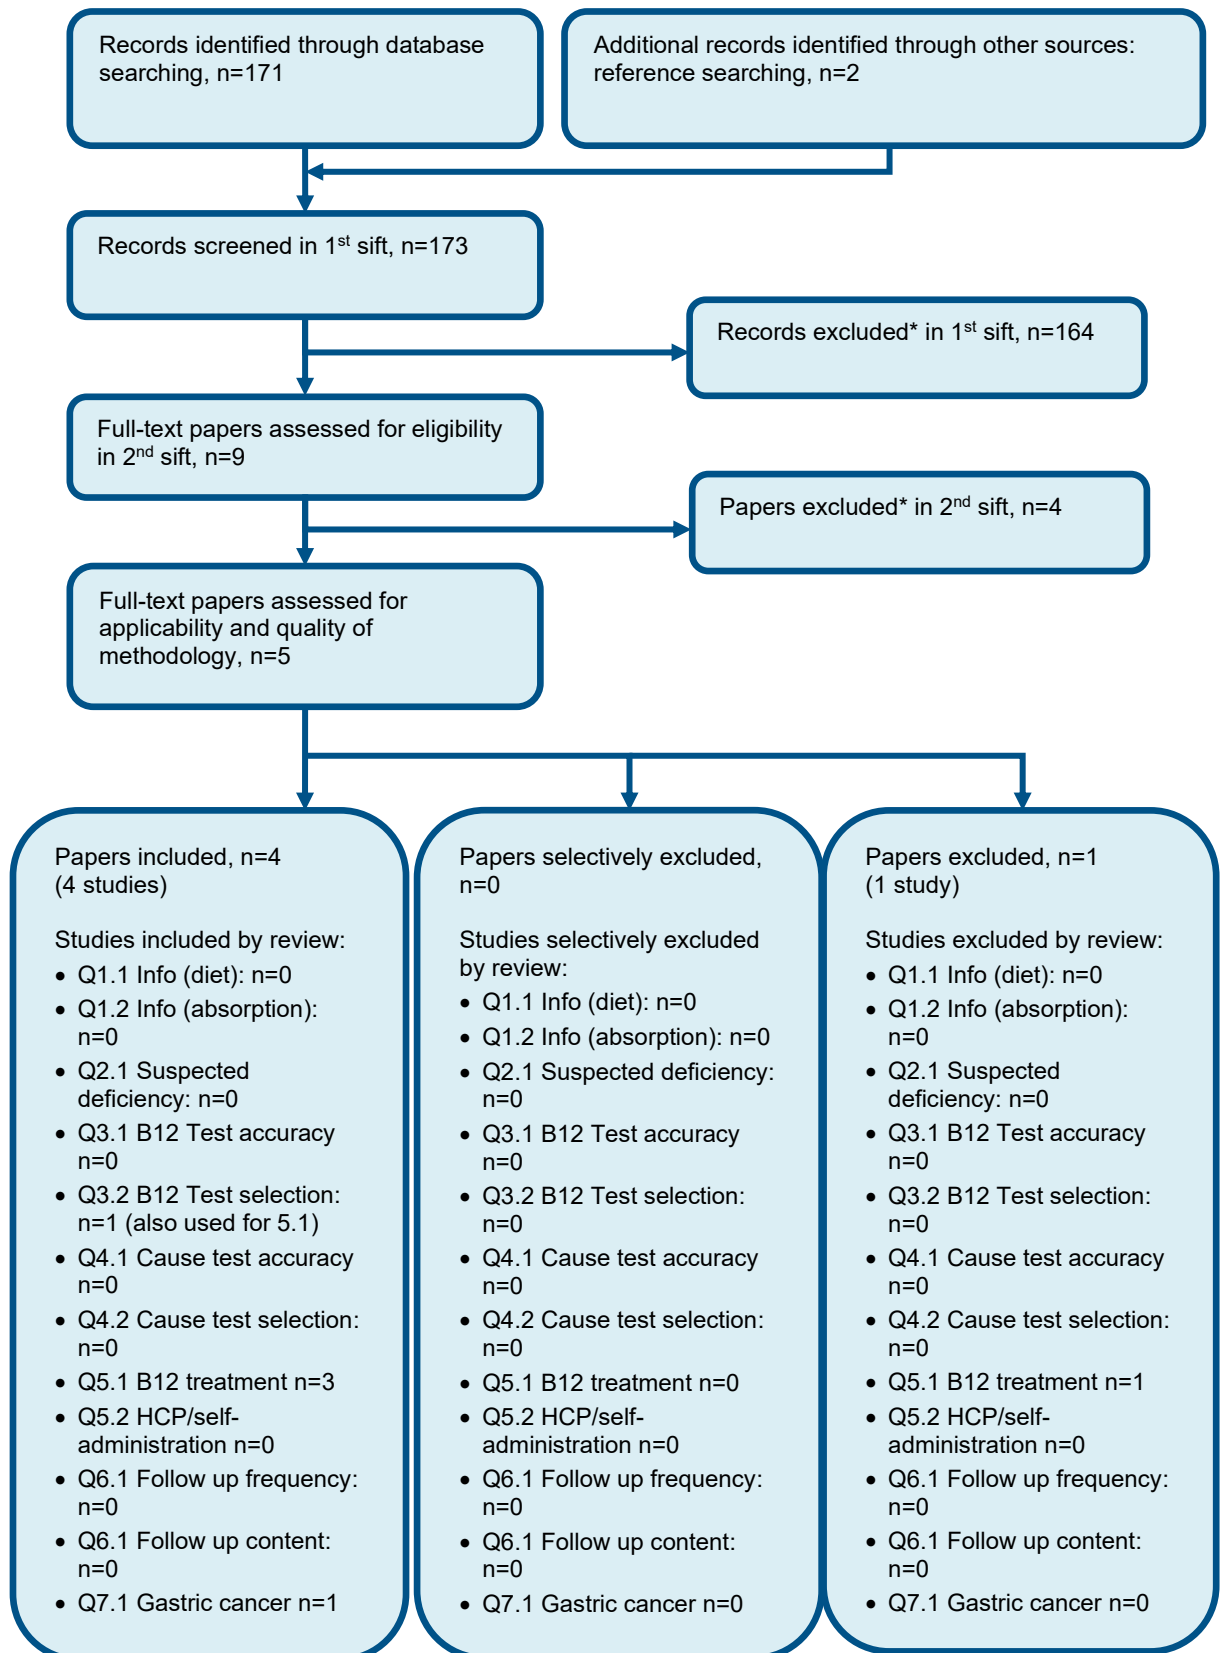 Records identified through database
searching, n=171
Additional records identified through other sources:
reference searching, n=2
Records screened in 1st sift, n=173
Records excluded* in 1st sift, n=164
Full-text papers assessed for eligibility
in 2nd sift, n=9
Papers excluded* in 2nd sift, n=4
Full-text papers assessed for
applicability and quality of
methodology, n=5
Papers included, n=4
(4 studies)
Studies included by review:
• Q1.1 Info (diet): n=0
• Q1.2 Info (absorption):
n=0
• Q2.1 Suspected
deficiency: n=0
• Q3.1 B12 Test accuracy
n=0
• Q3.2 B12 Test selection:
n=1 (also used for 5.1)
• Q4.1 Cause test accuracy
n=0
• Q4.2 Cause test selection:
n=0
• Q5.1 B12 treatment n=3
• Q5.2 HCP/self-
administration n=0
• Q6.1 Follow up frequency:
n=0
• Q6.1 Follow up content:
n=0
• Q7.1 Gastric cancer n=1
Papers selectively excluded,
n=0
Studies selectively excluded
by review:
• Q1.1 Info (diet): n=0
• Q1.2 Info (absorption): n=0
• Q2.1 Suspected deficiency:
n=0
• Q3.1 B12 Test accuracy
n=0
• Q3.2 B12 Test selection:
n=0
• Q4.1 Cause test accuracy
n=0
• Q4.2 Cause test selection:
n=0
• Q5.1 B12 treatment n=0
• Q5.2 HCP/self-
administration n=0
• Q6.1 Follow up frequency:
n=0
• Q6.1 Follow up content:
n=0
• Q7.1 Gastric cancer n=0
Papers excluded, n=1
(1 study)
Studies excluded by review:
• Q1.1 Info (diet): n=0
• Q1.2 Info (absorption):
n=0
• Q2.1 Suspected
deficiency: n=0
• Q3.1 B12 Test accuracy
n=0
• Q3.2 B12 Test selection:
n=0
• Q4.1 Cause test accuracy
n=0
• Q4.2 Cause test selection:
n=0
• Q5.1 B12 treatment n=1
• Q5.2 HCP/self-
administration n=0
• Q6.1 Follow up frequency:
n=0
• Q6.1 Follow up content:
n=0
• Q7.1 Gastric cancer n=0